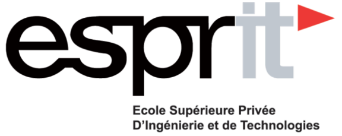 esprit
Ecole Supérieure Privée
D'Ingénierie et de Technologies